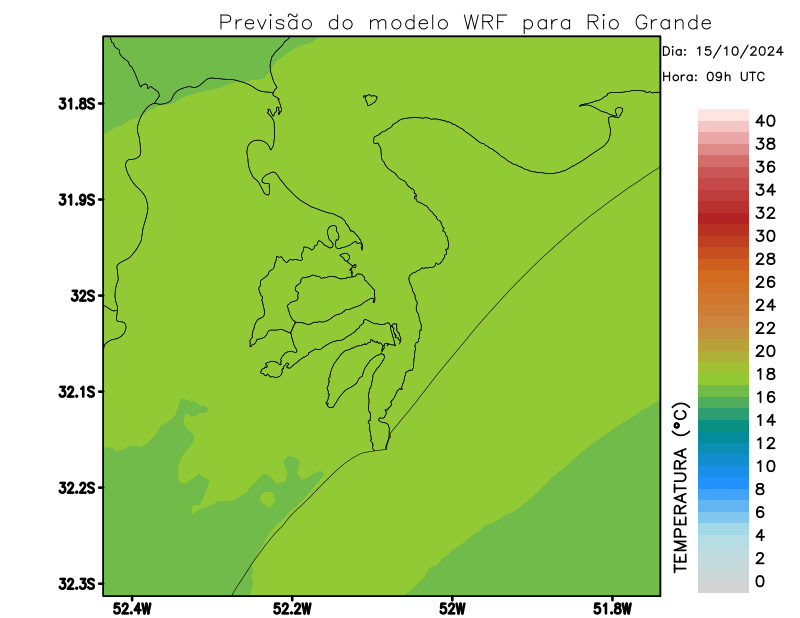 Previsão do modelo WRF para Rio Grande
Dia: 15/10/2024
Hora: 09h UTC
31.8S
31.9S
32S
32.1S
32.2S
32.3S
52.4W
52.2W
52W
51.8W
TEMPERATURA (°C)
40
38
36
34
32
30
28
26
24
22
20
18
16
14
12
10
8
6
4
2
0